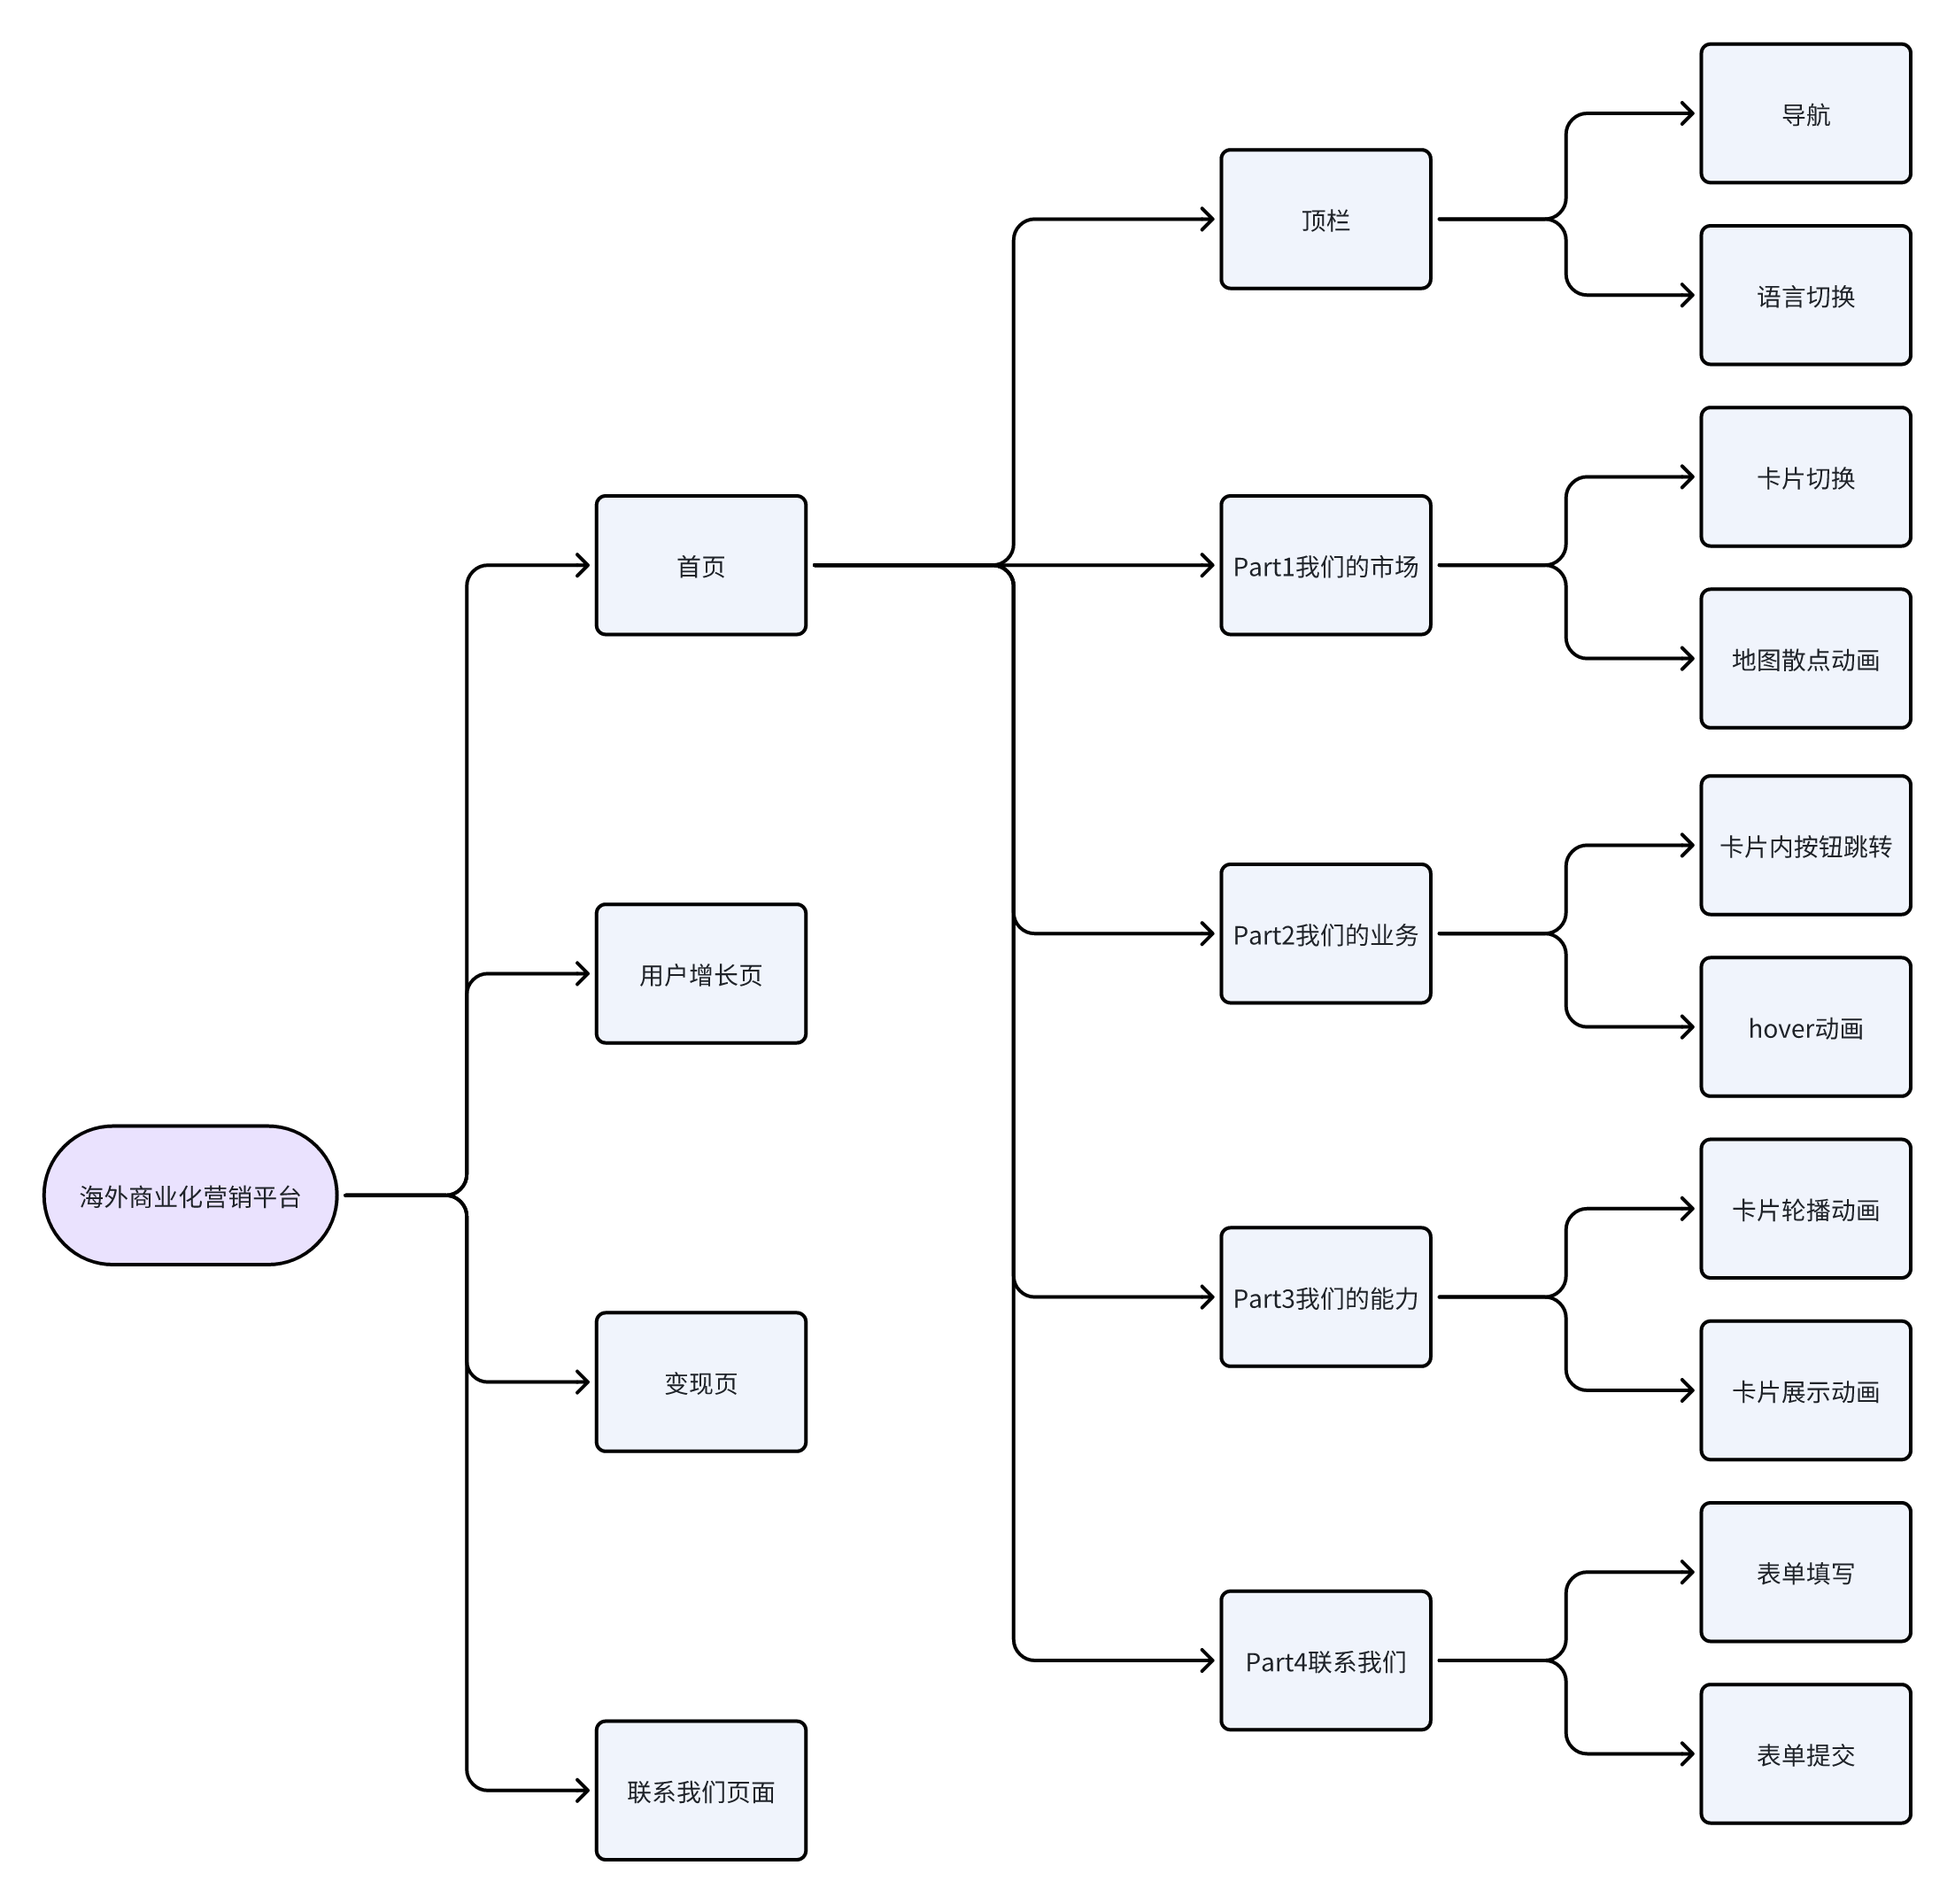 海外商业化营销平台
首页
用户增长页
变现页
联系我们页面
顶栏
Part1我们的市场
Part2我们的业务
Part3我们的能力
Part4联系我们
导航
语言切换
卡片切换
地图散点动画
卡片内按钮跳转
hover动画
卡片轮播动画
卡片展示动画
表单填写
表单提交